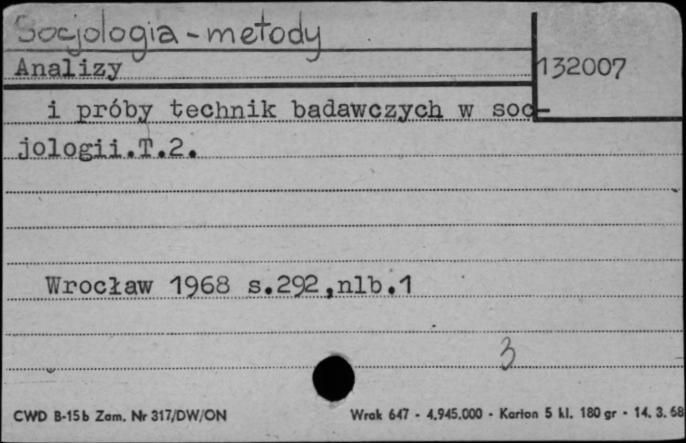 Socjologia - metody
Analizy
132007
i próby technik badawczych w soc-
jologii.T.2.
Wrocław 1968 s.292,nlb.1
3
CWD B-15b Zam. Nr 317/DW/ON
Wrak 647 - 4.945.000 - Karton 5 kl. 180 gr - 14. 3. 68